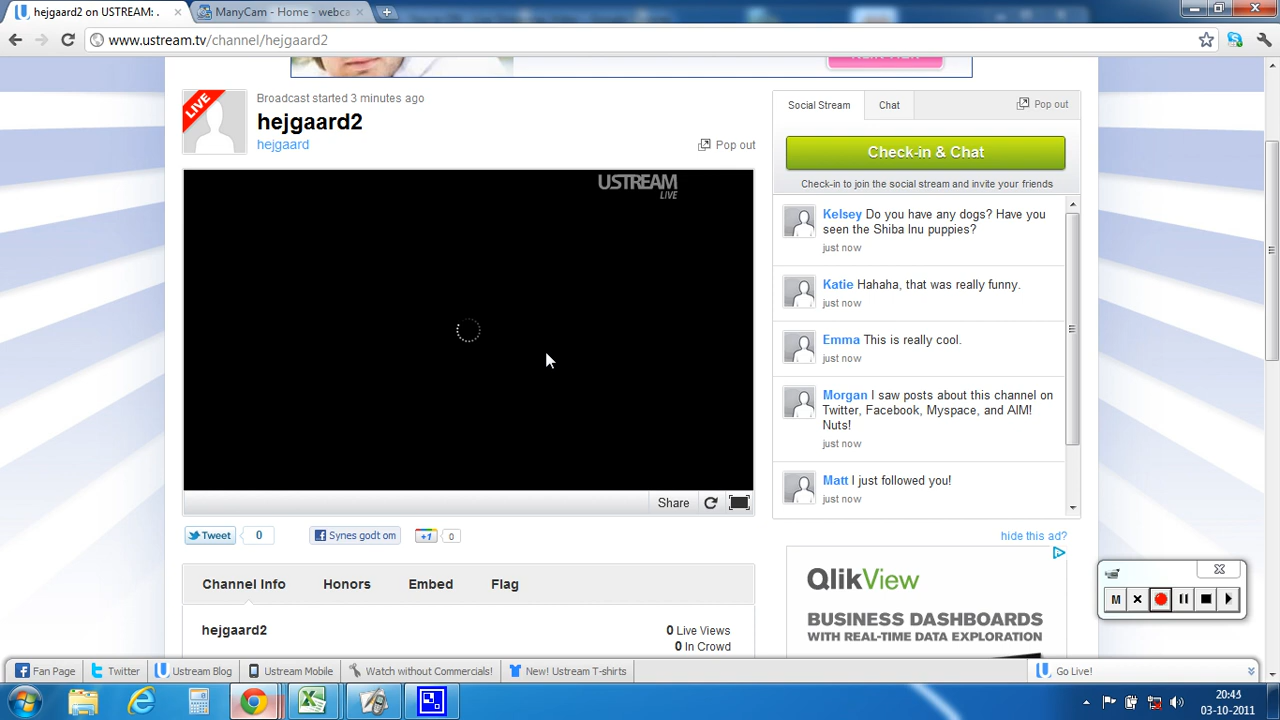 hejgaard2 on USTREAM: .
ManyCam - Home - webca
www.ustream.tv/channel/hejgaard2
LIVE
Broadcast started 3 minutes ago
hejgaard2
hejgaard
Pop out
USTREAM
LIVE
Share
Tweet
0
Synes godt om
+1
0
Channel Info
Honors
Embed
Flag
hejgaard2
0 Live Views
0 In Crowd
Social Stream
Chat
Pop out
Check-in & Chat
Check-in to join the social stream and invite your friends
Kelsey Do you have any dogs? Have you
seen the Shiba Inu puppies?
just now
Katie Hahaha, that was really funny.
just now
Emma This is really cool.
just now
Morgan I saw posts about this channel on
Twitter, Facebook, Myspace, and AIM!
Nuts!
just now
Matt I just followed you!
just now
hide this ad?
QlikView
BUSINESS DASHBOARDS
WITH REAL-TIME DATA EXPLORATION
M
Fan Page
Twitter
Ustream Blog
Ustream Mobile
Watch without Commercials!
New! Ustream T-shirts
Go Live!
20:43
03-10-2011